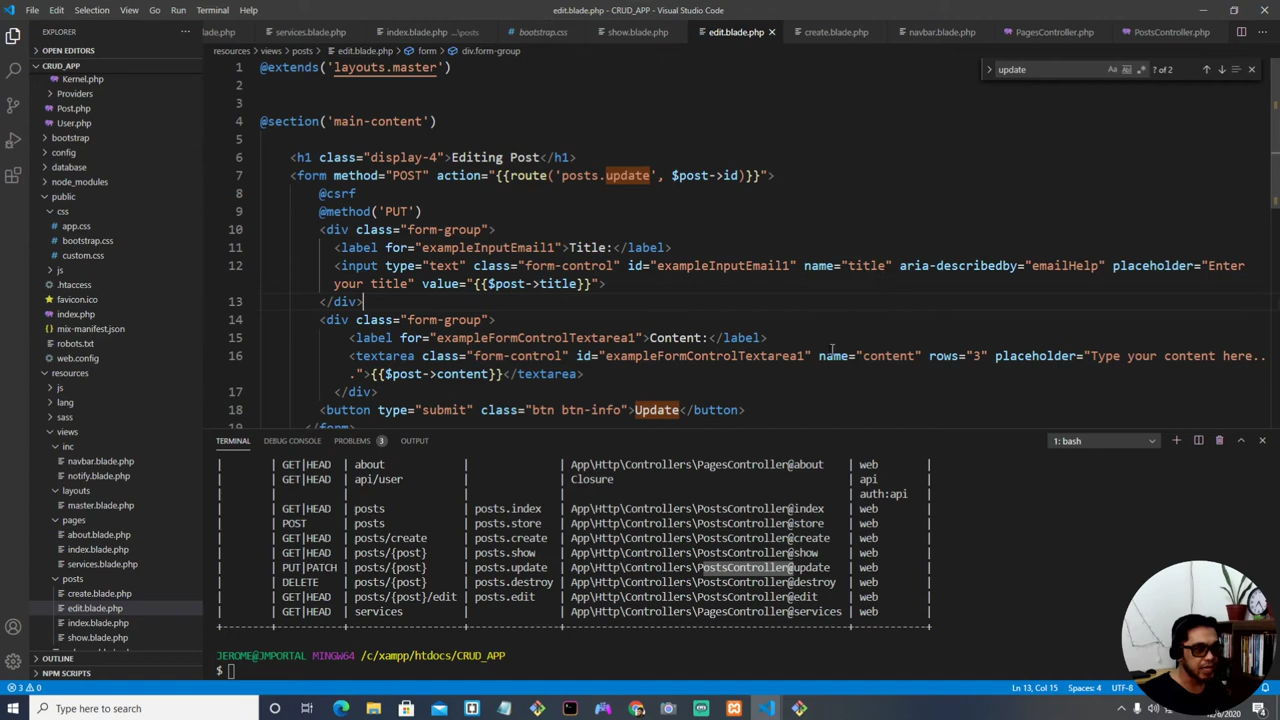 File Edit Selection View Go Run Terminal Help
edit.blade.php - CRUD_APP - Visual Studio Code
EXPLORER
lade.php services.blade.php index.blade.php ...\posts bootstrap.css show.blade.php edit.blade.php create.blade.php navbar.blade.php PagesController.php PostsController.php
resources > views > posts > edit.blade.php > form > div.form-group
OPEN EDITORS
CRUD_APP
Kernel.php
Providers
Post.php
User.php
bootstrap
config
database
node_modules
public
css
app.css
bootstrap.css
custom.css
js
.htaccess
favicon.ico
index.php
mix-manifest.json
robots.txt
web.config
resources
js
lang
sass
views
inc
navbar.blade.php
notify.blade.php
layouts
master.blade.php
pages
about.blade.php
index.blade.php
services.blade.php
posts
create.blade.php
edit.blade.php
index.blade.php
show.blade.php
OUTLINE
NPM SCRIPTS
update Aa ? of 2
1 @extends('layouts.master')
2
3
4 @section('main-content')
5
6 <h1 class="display-4">Editing Post</h1>
7 <form method="POST" action="{{route('posts.update', $post->id)}}">
8 @csrf
9 @method('PUT')
10 <div class="form-group">
11 <label for="exampleInputEmail1">Title:</label>
12 <input type="text" class="form-control" id="exampleInputEmail1" name="title" aria-describedby="emailHelp" placeholder="Enter
your title" value="{{$post->title}}">
13 </div>
14 <div class="form-group">
15 <label for="exampleFormControlTextarea1">Content:</label>
16 <textarea class="form-control" id="exampleFormControlTextarea1" name="content" rows="3" placeholder="Type your content here..
.">{{$post->content}}</textarea>
17 </div>
18 <button type="submit" class="btn btn-info">Update</button>
19 </form>
TERMINAL DEBUG CONSOLE PROBLEMS 3 OUTPUT 1: bash
| | GET|HEAD | about | | App\Http\Controllers\PagesController@about | web |
| | GET|HEAD | api/user | | Closure | api |
| | | | | | auth:api |
| | GET|HEAD | posts | posts.index | App\Http\Controllers\PostsController@index | web |
| | POST | posts | posts.store | App\Http\Controllers\PostsController@store | web |
| | GET|HEAD | posts/create | posts.create | App\Http\Controllers\PostsController@create | web |
| | GET|HEAD | posts/{post} | posts.show | App\Http\Controllers\PostsController@show | web |
| | PUT|PATCH | posts/{post} | posts.update | App\Http\Controllers\PostsController@update | web |
| | DELETE | posts/{post} | posts.destroy | App\Http\Controllers\PostsController@destroy | web |
| | GET|HEAD | posts/{post}/edit | posts.edit | App\Http\Controllers\PostsController@edit | web |
| | GET|HEAD | services | | App\Http\Controllers\PagesController@services | web |
JEROME@JMPORTAL MINGW64 /c/xampp/htdocs/CRUD_APP
$
3 0
Ln 13, Col 15 Spaces: 4 UTF-8
Type here to search